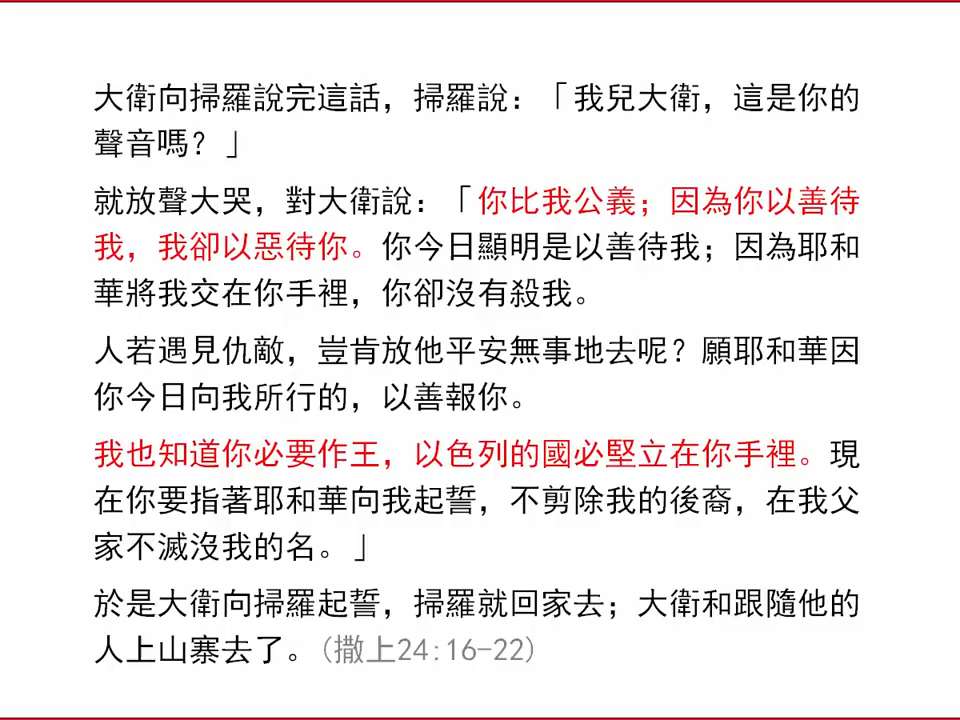 大衛向掃羅說完這話，掃羅說：「我兒大衛，這是你的
聲音嗎？」
就放聲大哭，對大衛說：「你比我公義；因為你以善待
我，我卻以惡待你。你今日顯明是以善待我；因為耶和
華將我交在你手裡，你卻沒有殺我。
人若遇見仇敵，豈肯放他平安無事地去呢？願耶和華因
你今日向我所行的，以善報你。
我也知道你必要作王，以色列的國必堅立在你手裡。現
在你要指著耶和華向我起誓，不剪除我的後裔，在我父
家不滅沒我的名。」
於是大衛向掃羅起誓，掃羅就回家去；大衛和跟隨他的
人上山寨去了。(撒上24:16-22)